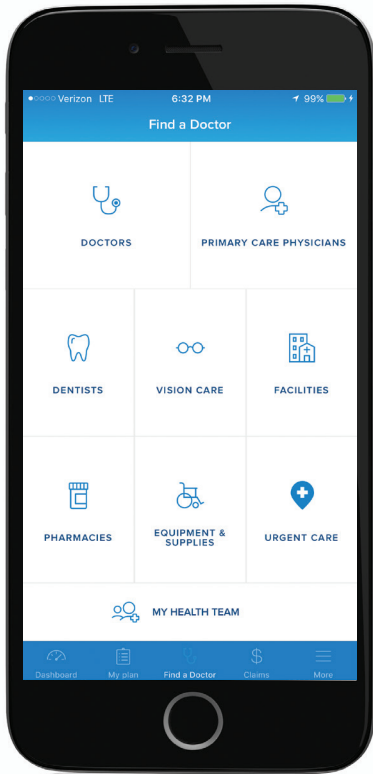 Verizon LTE 6:32 PM 99%
Find a Doctor
DOCTORS PRIMARY CARE PHYSICIANS
DENTISTS VISION CARE FACILITIES
PHARMACIES EQUIPMENT & URGENT CARE
SUPPLIES
MY HEALTH TEAM
Dashboard My plan Find a Doctor Claims More